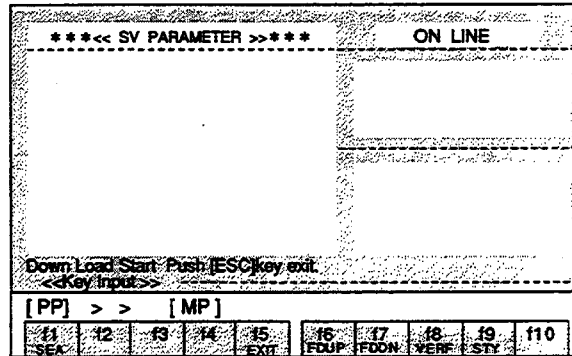 ***<< SV PARAMETER >>***
ON LINE
Down Load Start Push [ESC]key exit.
<<Key Input>>
[ PP] > > [ MP ]
f1 f2 f3 f4 f5 f6 f7 f8 f9 f10
SEA EXIT FDUP FDDN VERF STY